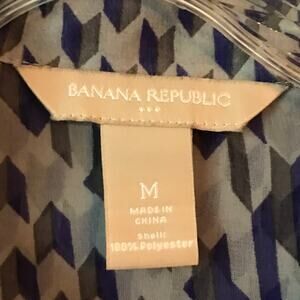 BANANA REPUBLIC
M
MADE IN
CHINA
shell:
100% Polyester